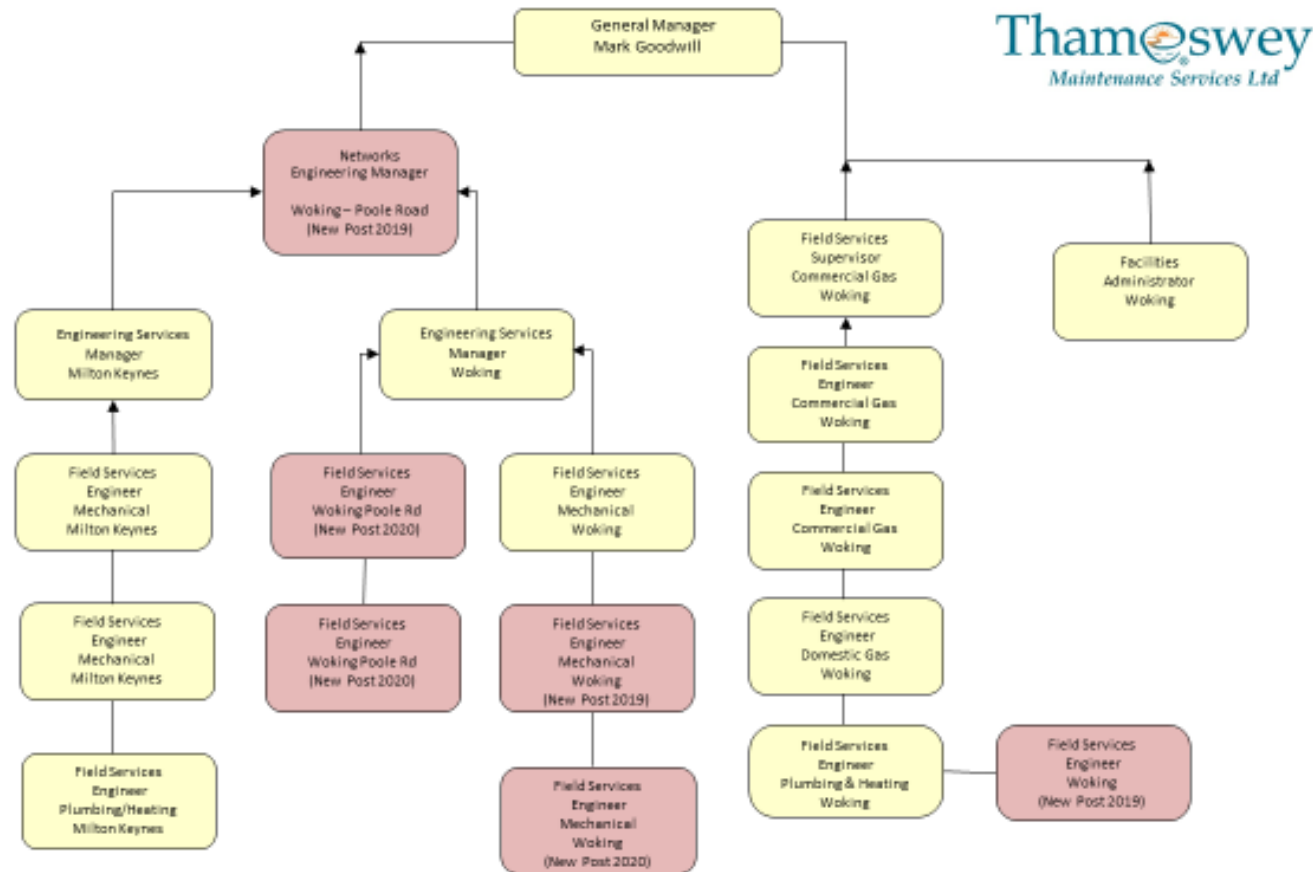 General Manager
Mark Goodwill
Thameswey
Maintenance Services Ltd
Networks
Engineering Manager
Woking – Poole Road
(New Post 2019)
Field Services
Supervisor
Commercial Gas
Woking
Facilities
Administrator
Woking
Engineering Services
Manager
Milton Keynes
Engineering Services
Manager
Woking
Field Services
Engineer
Commercial Gas
Woking
Field Services
Engineer
Mechanical
Milton Keynes
Field Services
Engineer
Woking Poole Rd
(New Post 2020)
Field Services
Engineer
Mechanical
Woking
Field Services
Engineer
Commercial Gas
Woking
Field Services
Engineer
Mechanical
Milton Keynes
Field Services
Engineer
Woking Poole Rd
(New Post 2020)
Field Services
Engineer
Mechanical
Woking
(New Post 2019)
Field Services
Engineer
Domestic Gas
Woking
Field Services
Engineer
Plumbing/Heating
Milton Keynes
Field Services
Engineer
Mechanical
Woking
(New Post 2020)
Field Services
Engineer
Plumbing & Heating
Woking
Field Services
Engineer
Woking
(New Post 2019)